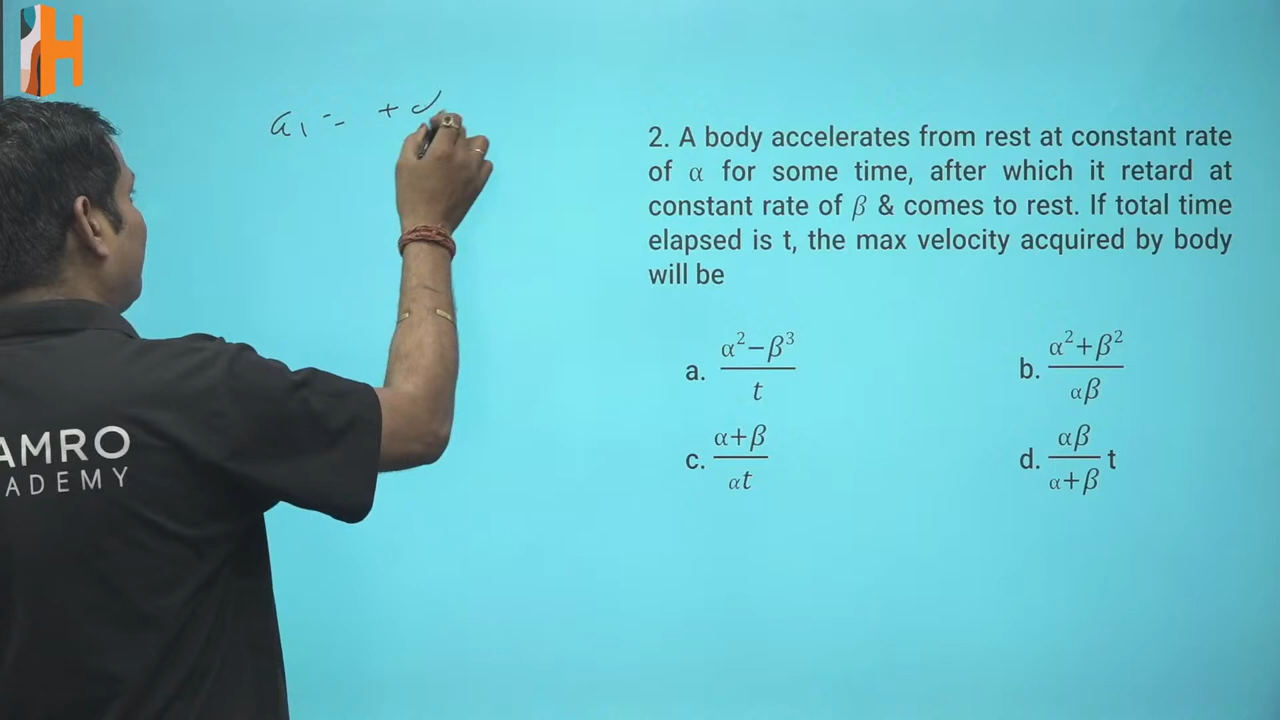 H
a₁ = + α
2. A body accelerates from rest at constant rate
of α for some time, after which it retard at
constant rate of β & comes to rest. If total time
elapsed is t, the max velocity acquired by body
will be
a. (α²−β³)/t
b. (α²+β²)/αβ
c. (α+β)/αt
d. αβ/(α+β) t
AMRO
ADEMY